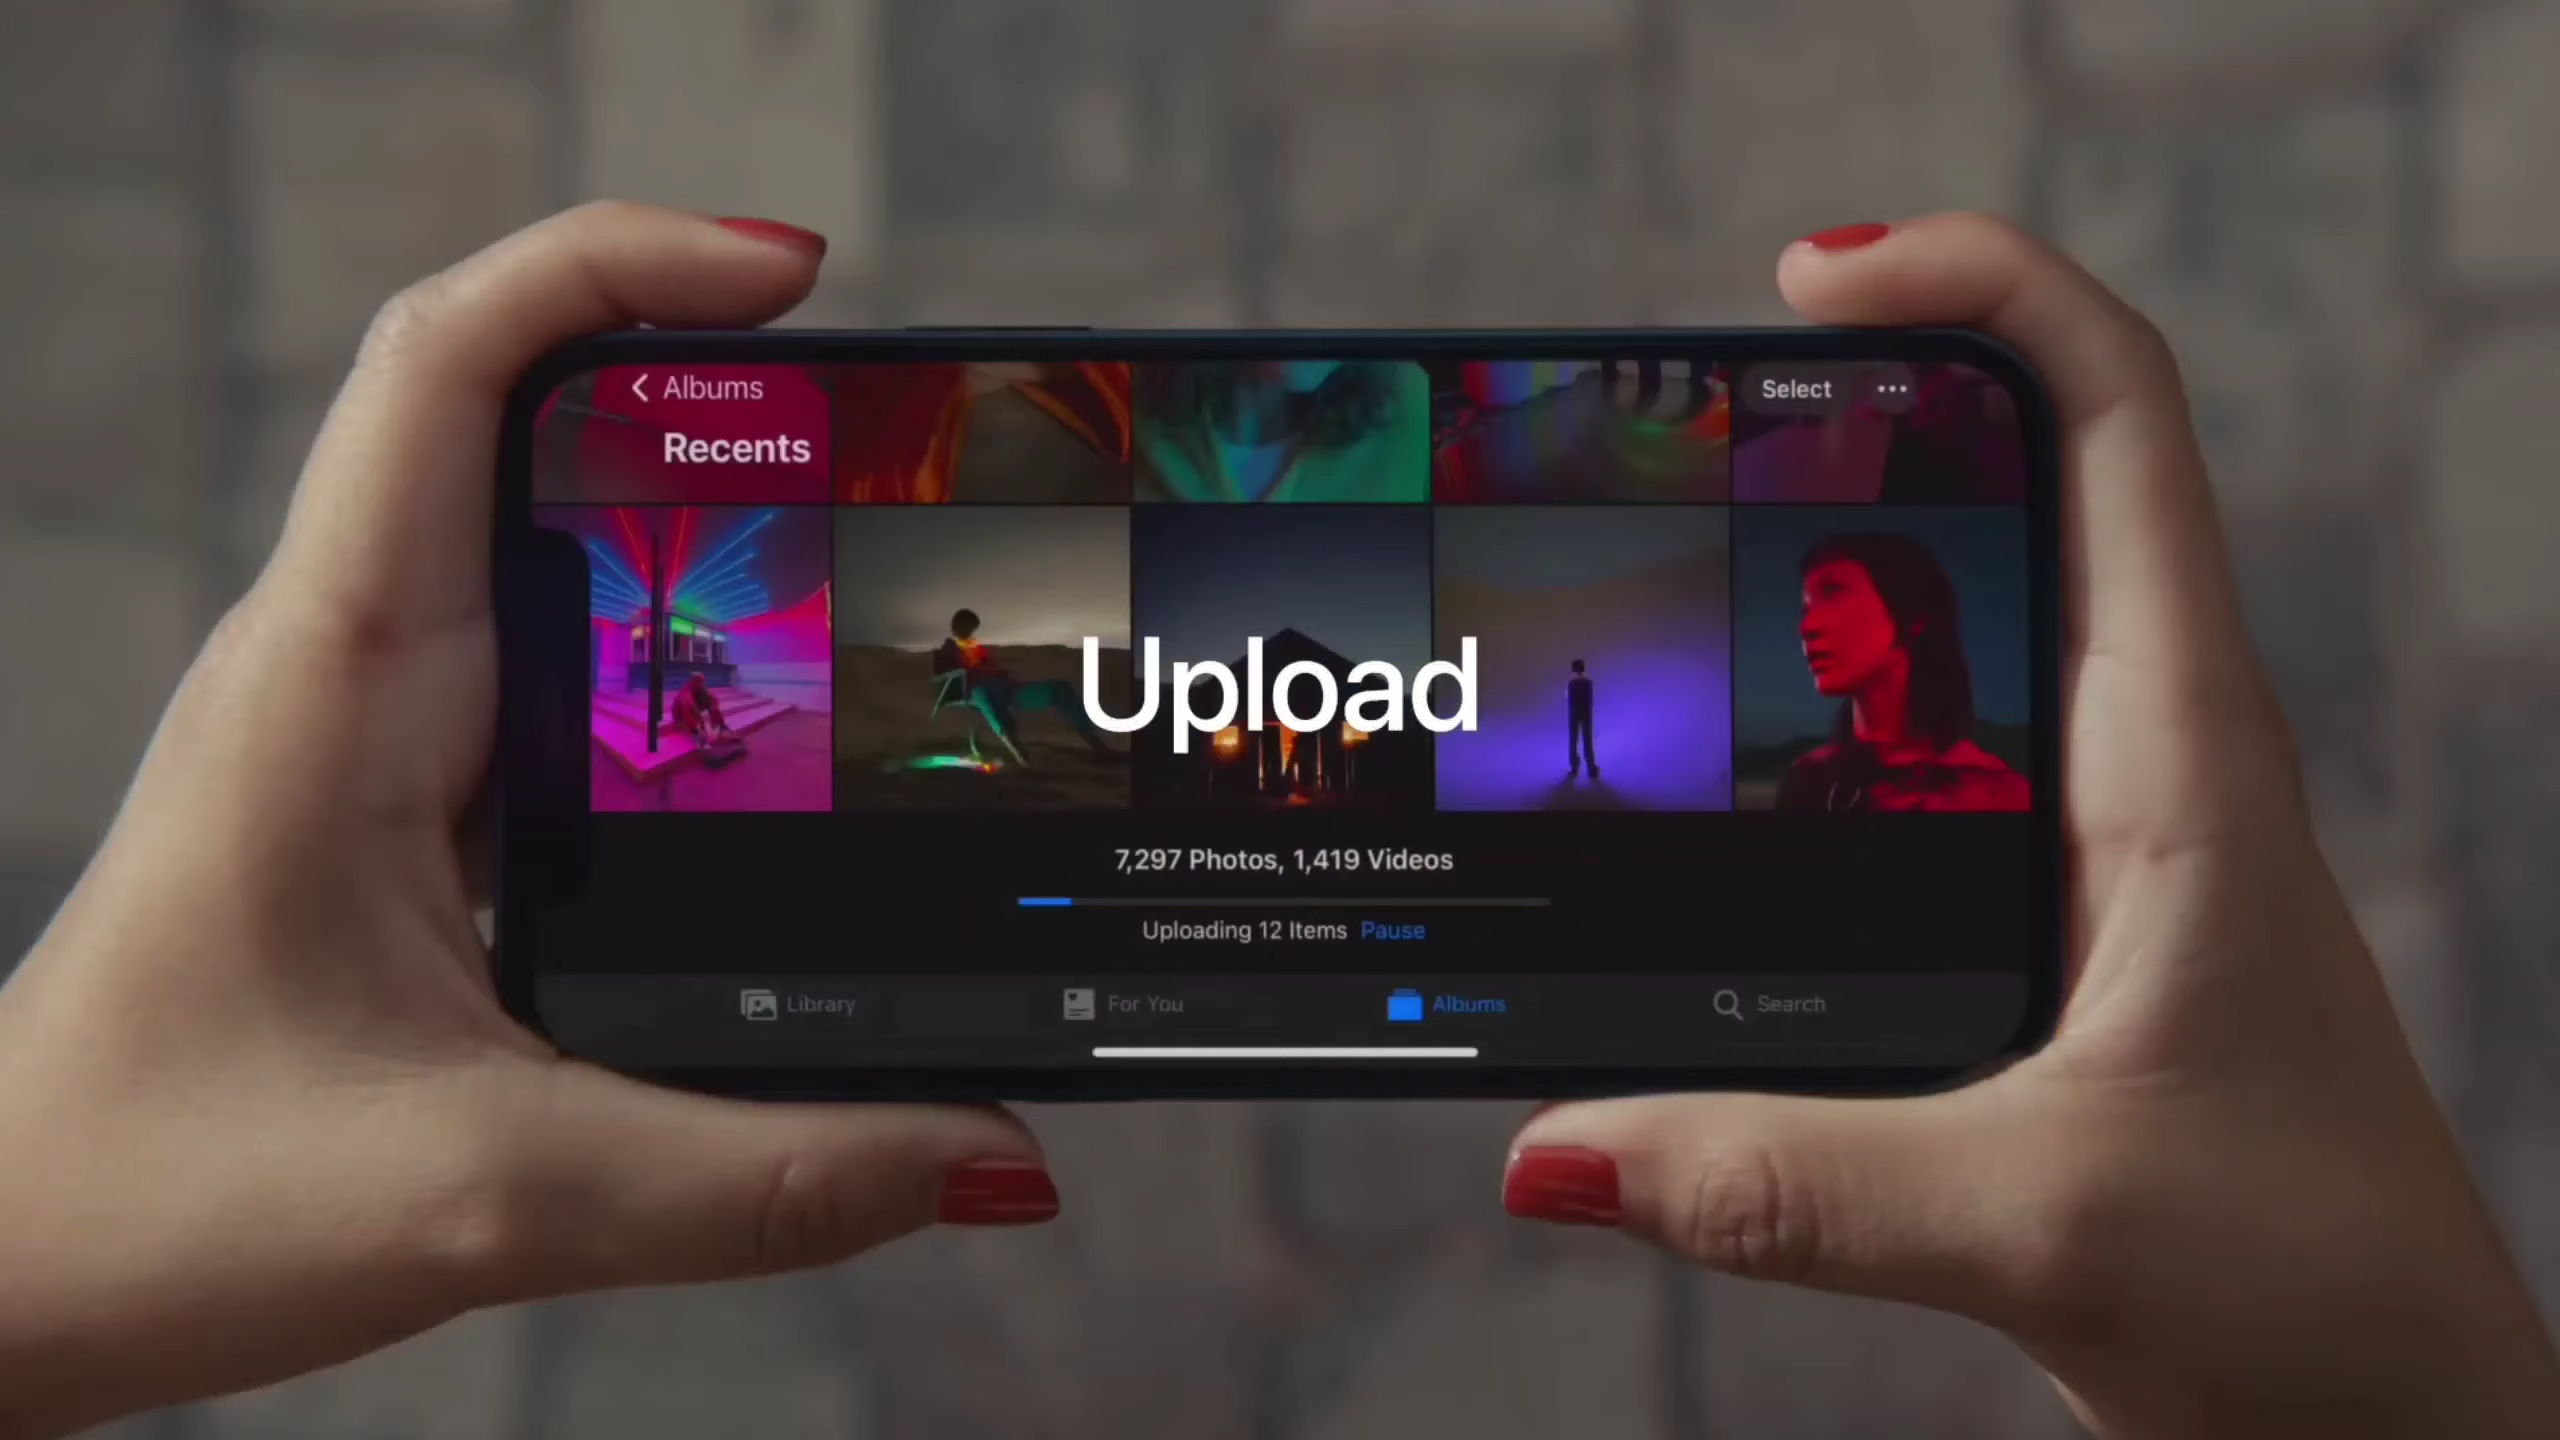 Albums
Select
Recents
Upload
7,297 Photos, 1,419 Videos
Uploading 12 Items Pause
Library
For You
Albums
Search